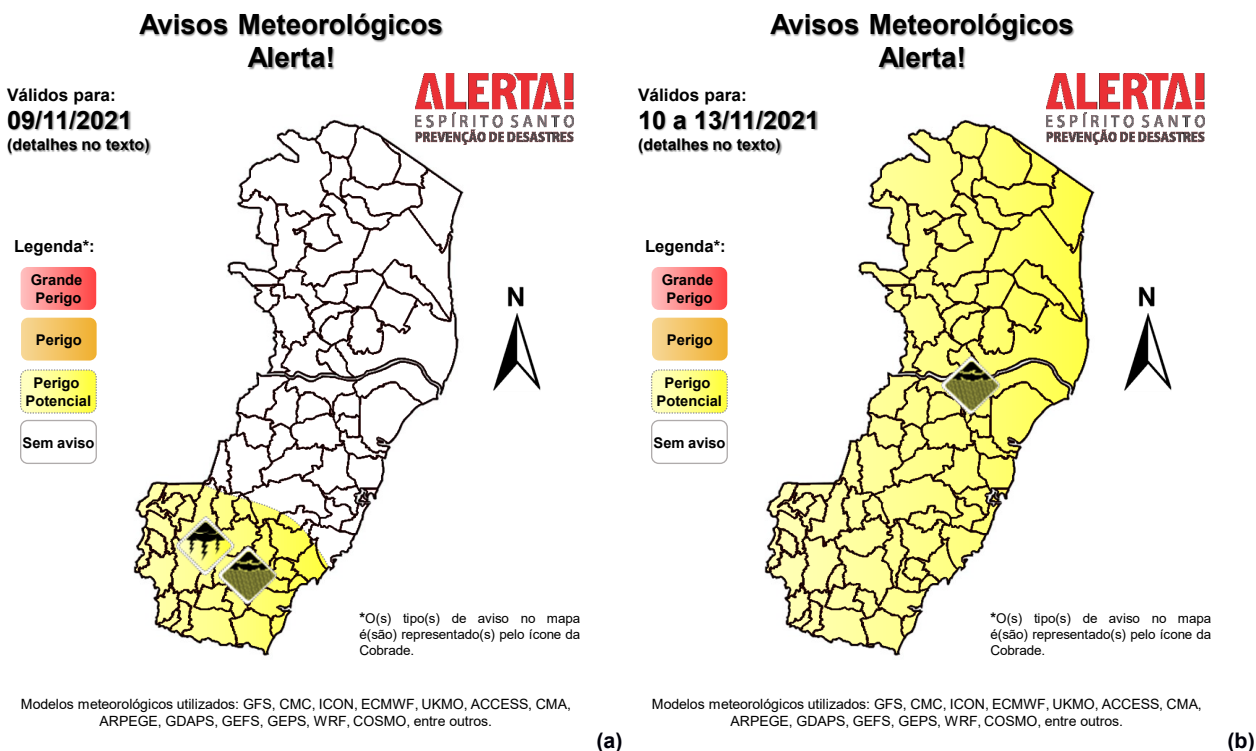 Avisos Meteorológicos
Alerta!
ALERTA!
ESPÍRITO SANTO
PREVENÇÃO DE DESASTRES
Válidos para:
09/11/2021
(detalhes no texto)
Legenda*:
Grande
Perigo
Perigo
Perigo
Potencial
Sem aviso
N
*O(s) tipo(s) de aviso no mapa
é(são) representado(s) pelo ícone da
Cobrade.
Modelos meteorológicos utilizados: GFS, CMC, ICON, ECMWF, UKMO, ACCESS, CMA,
ARPEGE, GDAPS, GEFS, GEPS, WRF, COSMO, entre outros.
(a)
Avisos Meteorológicos
Alerta!
ALERTA!
ESPÍRITO SANTO
PREVENÇÃO DE DESASTRES
Válidos para:
10 a 13/11/2021
(detalhes no texto)
Legenda*:
Grande
Perigo
Perigo
Perigo
Potencial
Sem aviso
N
*O(s) tipo(s) de aviso no mapa
é(são) representado(s) pelo ícone da
Cobrade.
Modelos meteorológicos utilizados: GFS, CMC, ICON, ECMWF, UKMO, ACCESS, CMA,
ARPEGE, GDAPS, GEFS, GEPS, WRF, COSMO, entre outros.
(b)